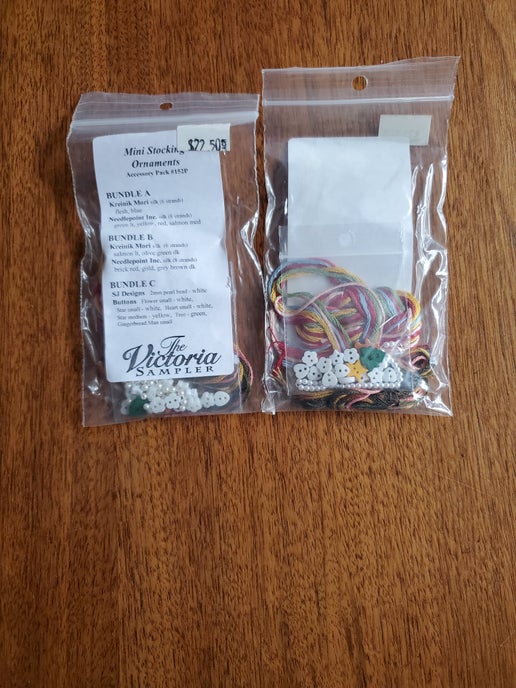 Mini Stocking
$22.50
Ornaments
Accessory Pack #152P
BUNDLE A
Kreinik Mori silk (6 strands)
flesh, blue
Needlepoint Inc. silk (8 strands)
green lt, yellow, red, salmon med
BUNDLE B
Kreinik Mori silk (6 strands)
salmon lt, olive green dk
Needlepoint Inc. silk (8 strands)
brick red, gold, grey brown dk
BUNDLE C
SJ Designs 2mm pearl bead - white
Buttons Flower small - white,
Star small - white, Heart small - white,
Star medium - yellow, Tree - green,
Gingerbread Man small
The
Victoria
SAMPLER